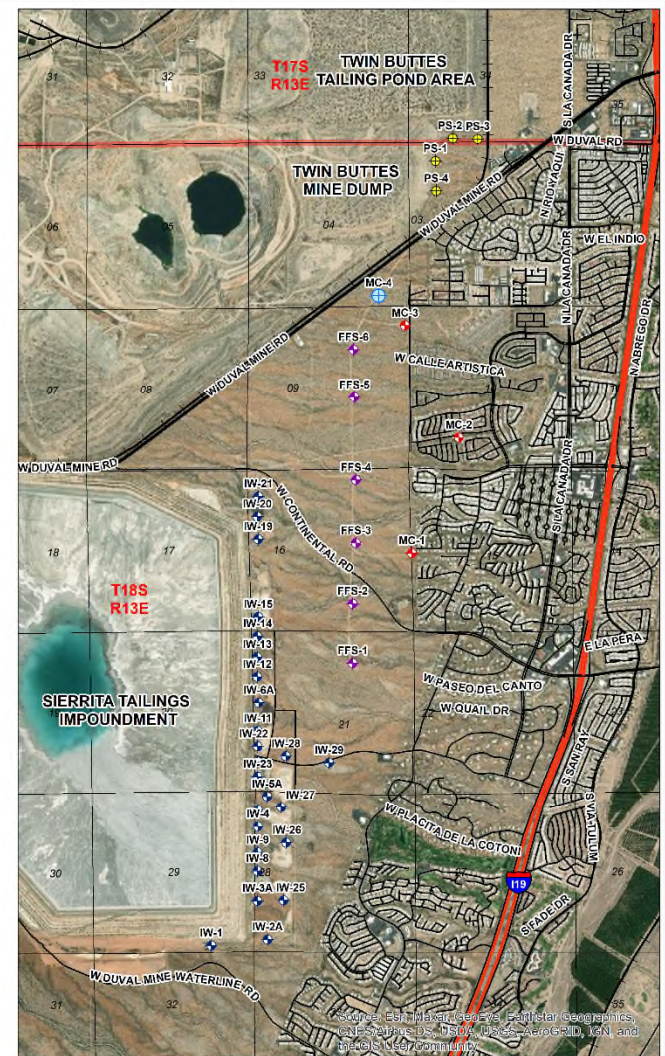 31
32
33
T17S
R13E
TWIN BUTTES
TAILING POND AREA
34
35
S LA CANADA DR
PS-2
PS-3
W DUVAL RD
PS-1
TWIN BUTTES
MINE DUMP
PS-4
N RIO YAQUI
W DUVAL MINE RD
06
05
04
03
02
W EL INDIO
N LA CANADA DR
N ABREGO DR
MC-4
MC-3
FFS-6
W CALLE ARTISTICA
W DUVAL MINE RD
07
08
09
FFS-5
MC-2
W DUVAL MINE RD
FFS-4
S LA CANADA DR
IW-21
IW-20
IW-19
W CONTINENTAL RD
18
17
16
FFS-3
MC-1
T18S
R13E
FFS-2
IW-15
IW-14
IW-13
IW-12
FFS-1
E LA PERA
W PASEO DEL CANTO
IW-6A
SIERRITA TAILINGS
IMPOUNDMENT
W QUAIL DR
IW-11
21
22
IW-22
IW-28
IW-29
S SAN RAY
IW-23
IW-5A
IW-27
S VIA TULUM
IW-4
W PLACITA DE LA COTONI
IW-26
IW-9
IW-8
30
29
28
26
I19
IW-3A
IW-25
S FADE DR
IW-1
IW-2A
W DUVAL MINE WATERLINE RD
31
32
33
34
35
Source: Esri, Maxar, GeoEye, Earthstar Geographics,
CNES/Airbus DS, USDA, USGS, AeroGRID, IGN, and
the GIS User Community